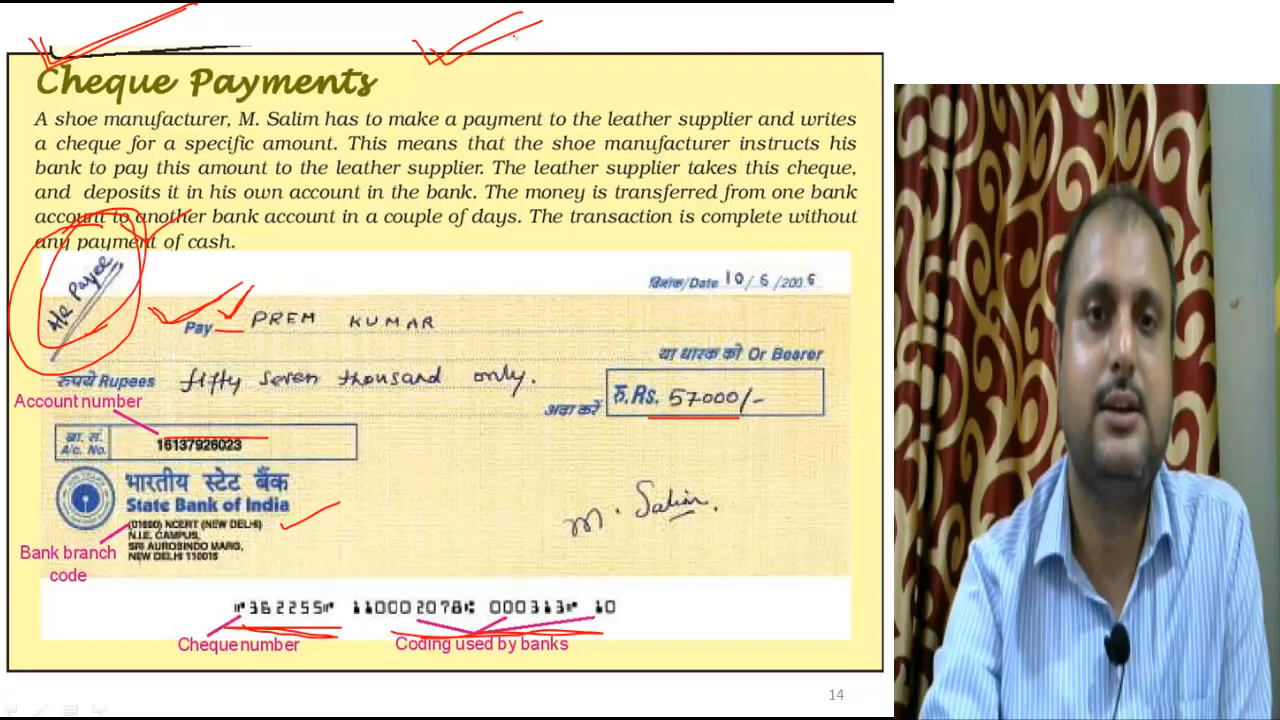 Cheque Payments
A shoe manufacturer, M. Salim has to make a payment to the leather supplier and writes
a cheque for a specific amount. This means that the shoe manufacturer instructs his
bank to pay this amount to the leather supplier. The leather supplier takes this cheque,
and deposits it in his own account in the bank. The money is transferred from one bank
account to another bank account in a couple of days. The transaction is complete without
any payment of cash.
A/c Payee
दिनांक/Date 10/6/2006
Pay PREM KUMAR
या धारक को Or Bearer
रुपये Rupees fifty seven thousand only.
अदा करें रु.Rs. 57000/-
Account number
खा. सं.
A/c. No. 15137926023
भारतीय स्टेट बैंक
State Bank of India
(01690) NCERT (NEW DELHI)
N.I.E. CAMPUS,
SRI AUROBINDO MARG,
NEW DELHI 110016
M. Salim.
Bank branch
code
⑈362255⑈ 110002078⑆ 000313⑈ 10
Cheque number
Coding used by banks
14